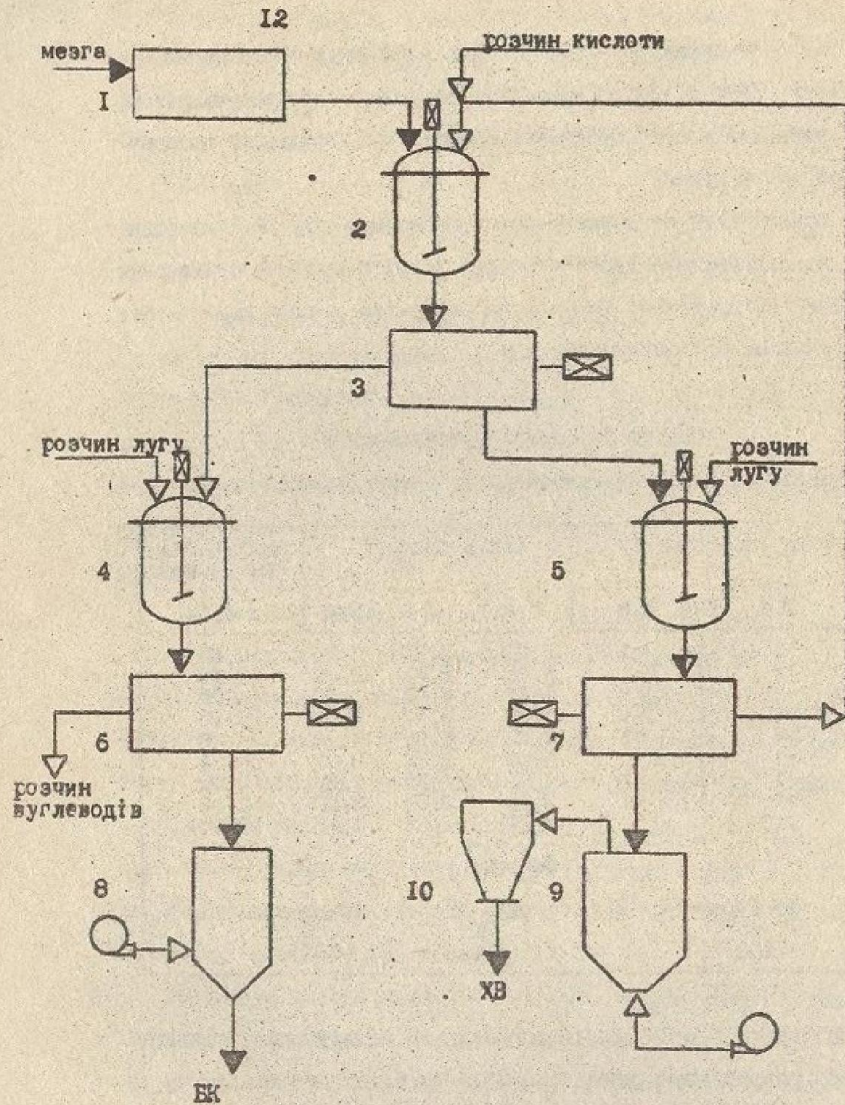 I2
мезга
розчин кислоти
I
2
3
розчин лугу
розчин
лугу
4
5
6
7
розчин
вуглеводів
8
IO
9
ХВ
БК